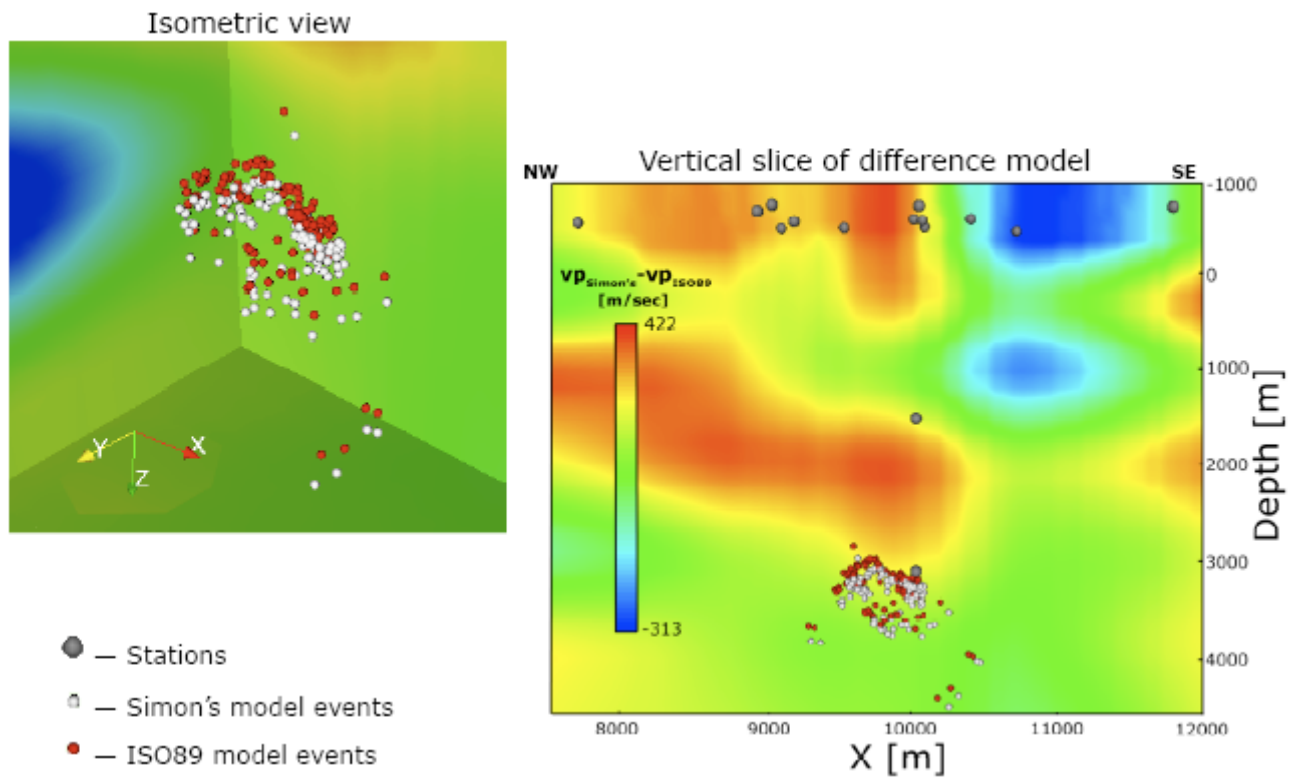 Isometric view
Y X
Z
— Stations
— Simon's model events
— ISO89 model events
Vertical slice of difference model
NW SE
vpSimon's-vpISO89
[m/sec]
422
-313
-1000
0
1000
2000
3000
4000
Depth [m]
8000 9000 10000 11000 12000
X [m]